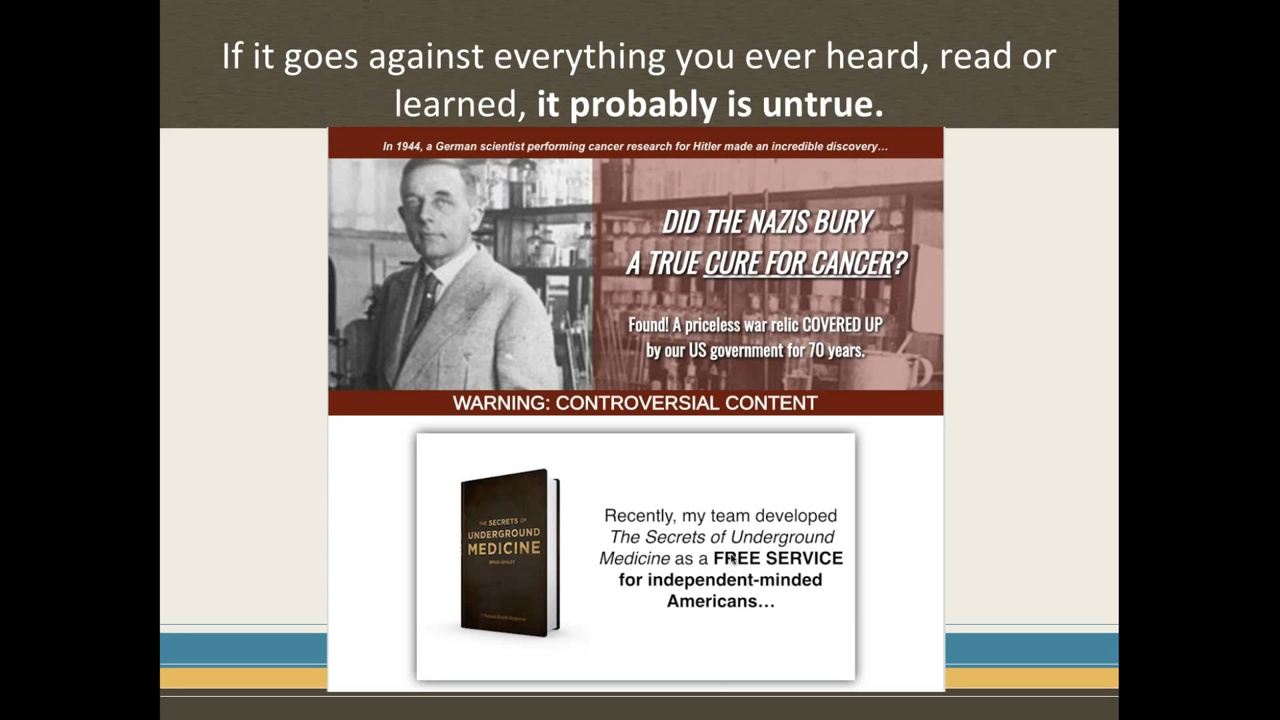 If it goes against everything you ever heard, read or
learned, it probably is untrue.
In 1944, a German scientist performing cancer research for Hitler made an incredible discovery…
DID THE NAZIS BURY
A TRUE CURE FOR CANCER?
Found! A priceless war relic COVERED UP
by our US government for 70 years.
WARNING: CONTROVERSIAL CONTENT
THE SECRETS OF
UNDERGROUND
MEDICINE
Recently, my team developed
The Secrets of Underground
Medicine as a FREE SERVICE
for independent-minded
Americans…